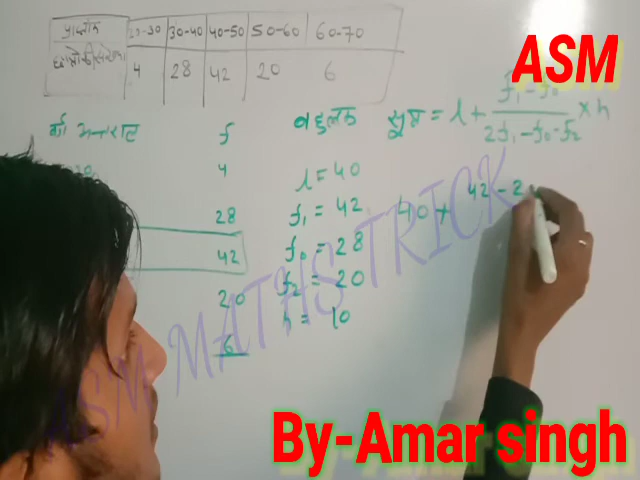 ASM
प्राप्तांक 20-30 30-40 40-50 50-60 60-70
4 28 42 20 6
वर्ग अन्तराल f बहुलक सूत्र = l + f₁ - f₀ / 2f₁ - f₀ - f₂ × h
4
28
42
20
6
l = 40
f₁ = 42
f₀ = 28
f₂ = 20
h = 10
40 + 42 - 2
ASM MATHS TRICK
By-Amar singh